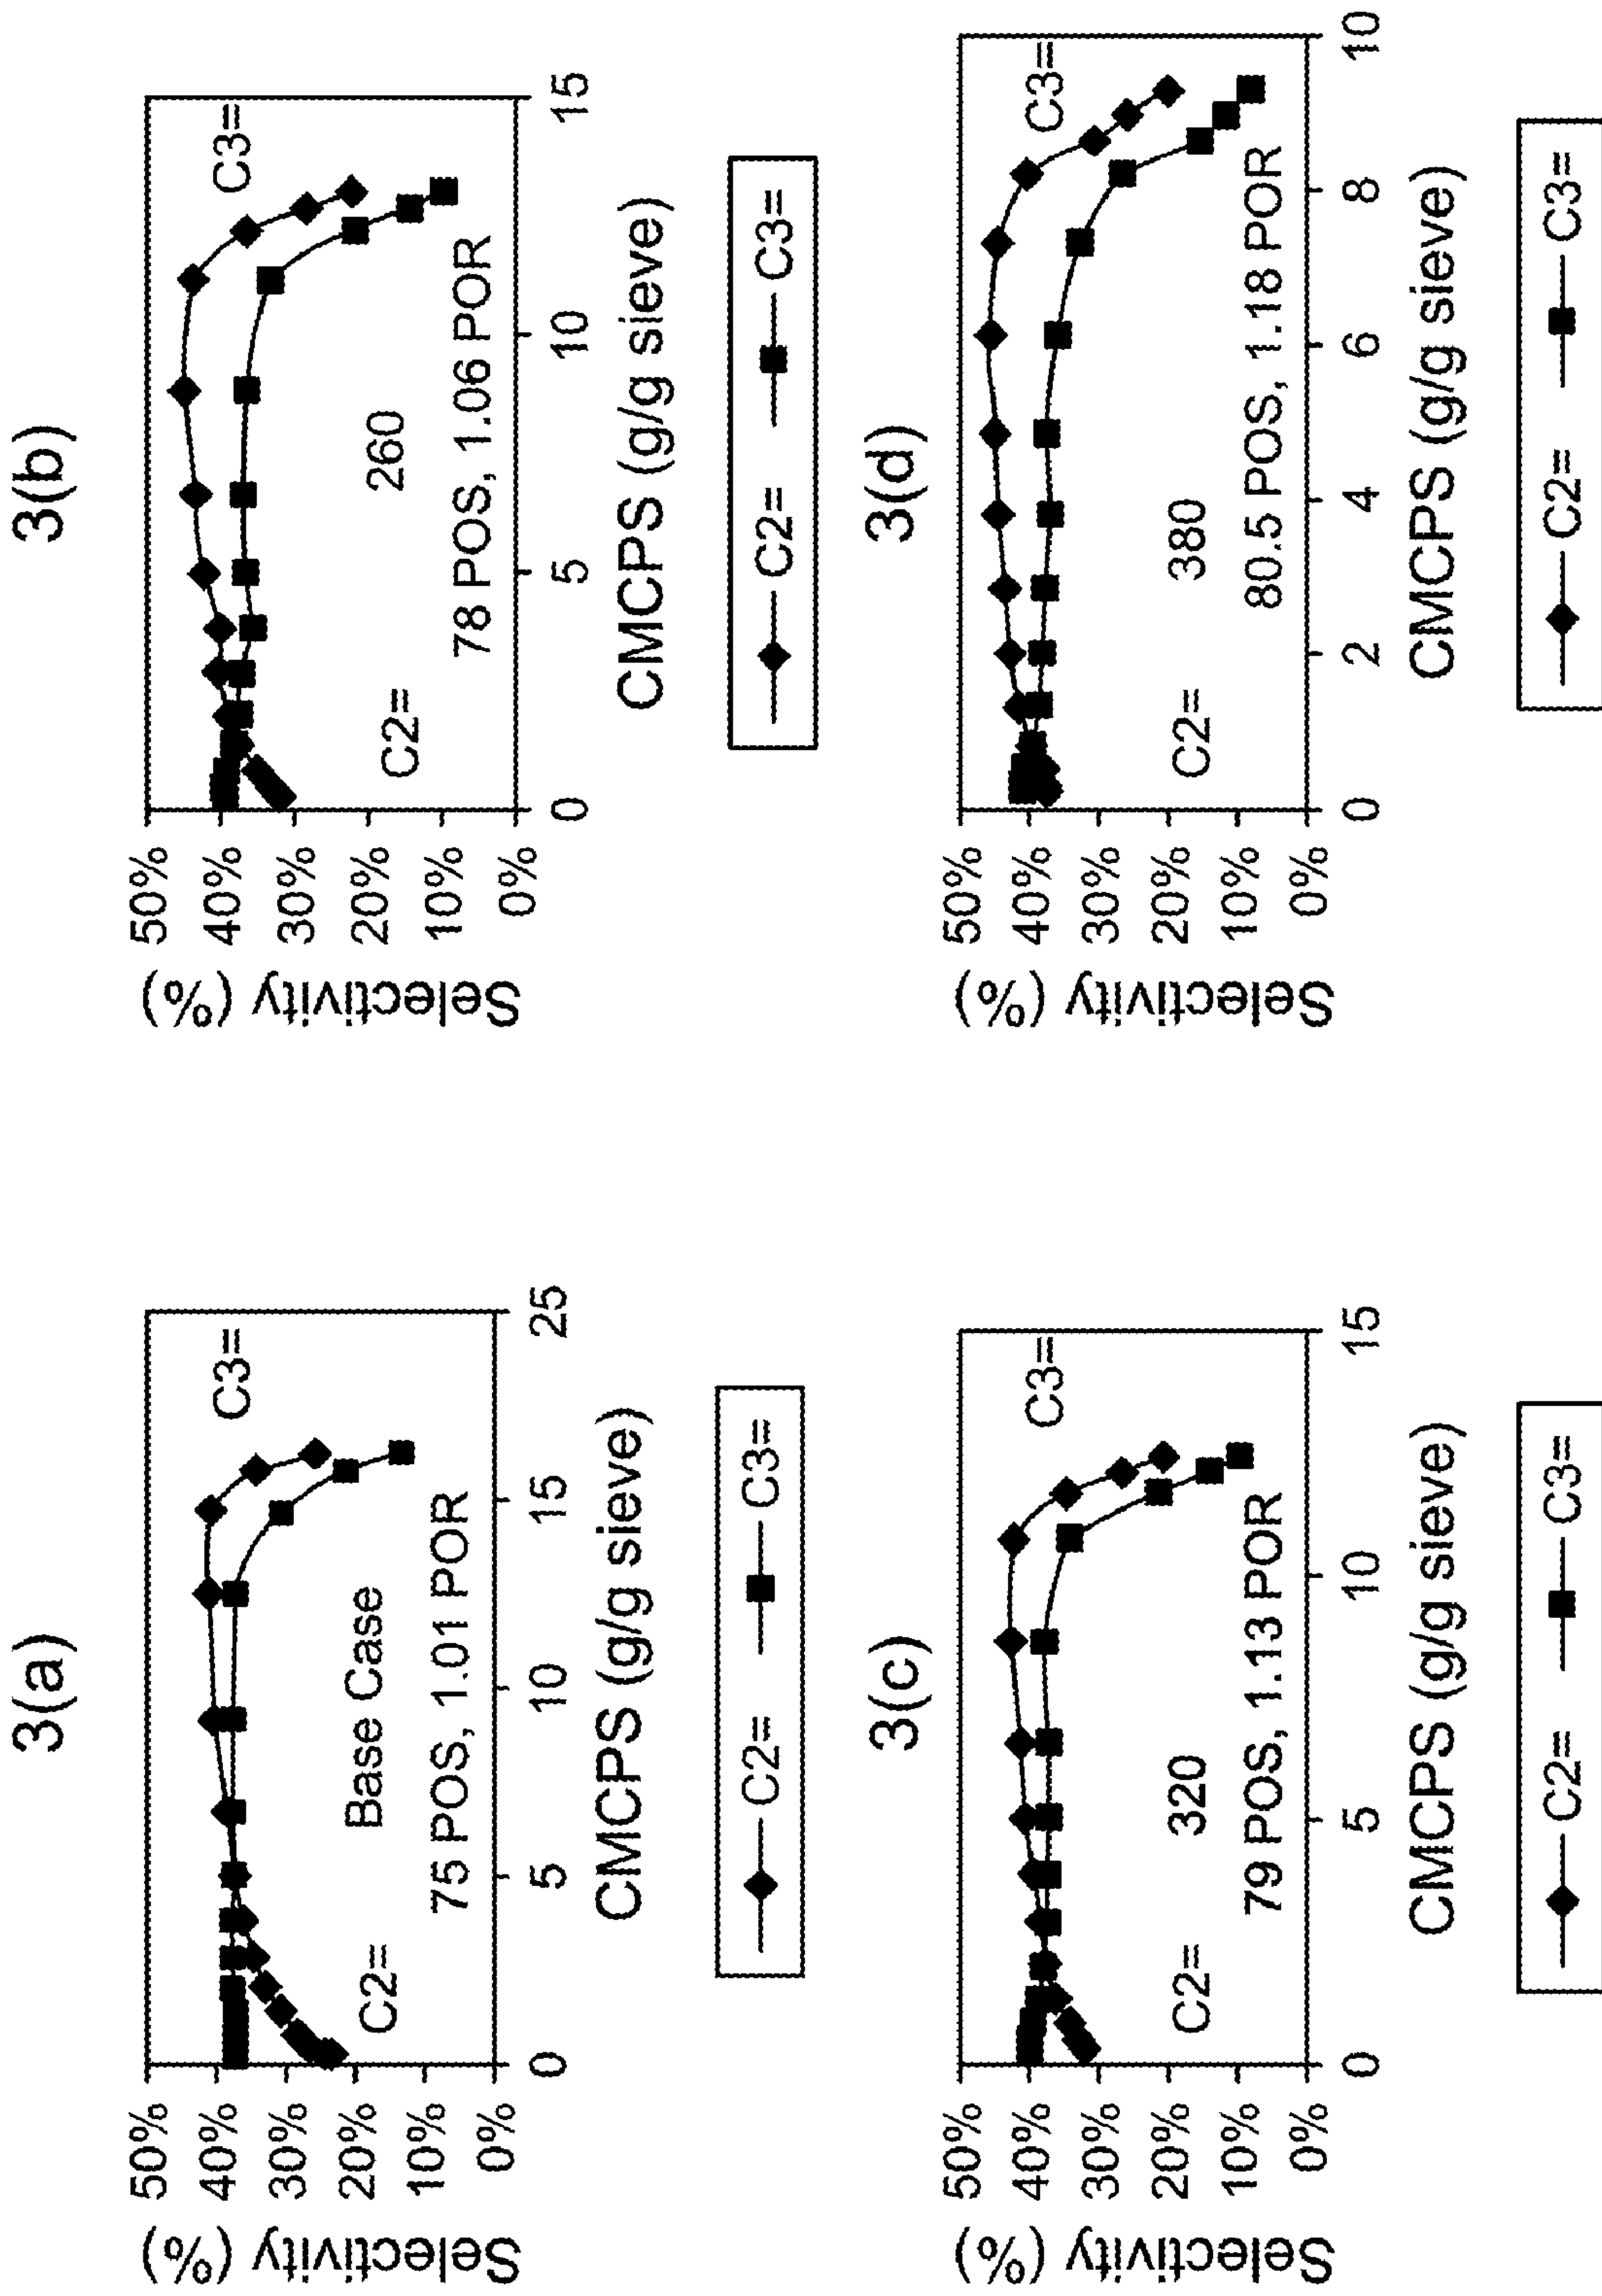 3(a)
Selectivity (%)
50%
40%
30%
20%
10%
0%
C3=
C2=
Base Case
75 POS, 1.01 POR
0
5
10
15
25
CMCPS (g/g sieve)
C2=
C3=
3(b)
Selectivity (%)
50%
40%
30%
20%
10%
0%
C3=
260
C2=
78 POS, 1.06 POR
0
5
10
15
CMCPS (g/g sieve)
C2=
C3=
3(c)
Selectivity (%)
50%
40%
30%
20%
10%
0%
C3=
C2=
320
79 POS, 1.13 POR
0
5
10
15
CMCPS (g/g sieve)
C2=
C3=
3(d)
Selectivity (%)
50%
40%
30%
20%
10%
0%
C3=
C2=
380
80.5 POS, 1.18 POR
0
2
4
6
8
10
CMCPS (g/g sieve)
C2=
C3=